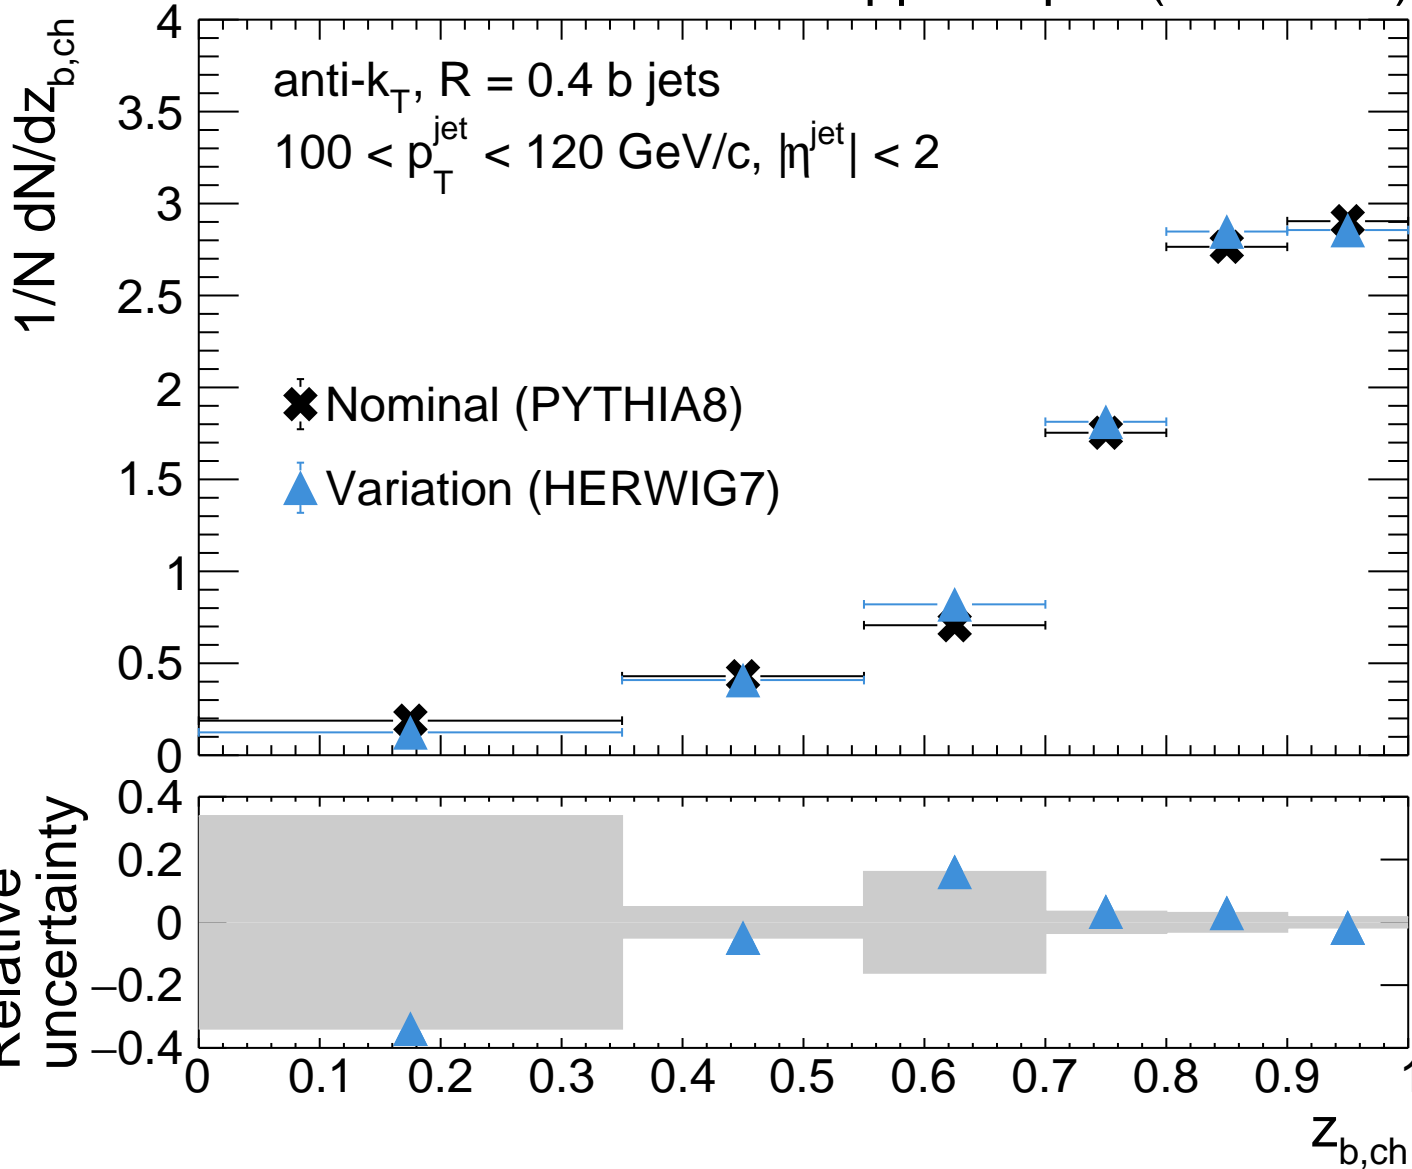 4
3.5
3
2.5
2
1.5
1
0.5
0
1/N dN/dz_b,ch
anti-k_T, R = 0.4 b jets
100 < p_T^jet < 120 GeV/c, |η^jet| < 2
Nominal (PYTHIA8)
Variation (HERWIG7)
0.4
0.2
0
−0.2
−0.4
Relative
uncertainty
0 0.1 0.2 0.3 0.4 0.5 0.6 0.7 0.8 0.9 1
z_b,ch